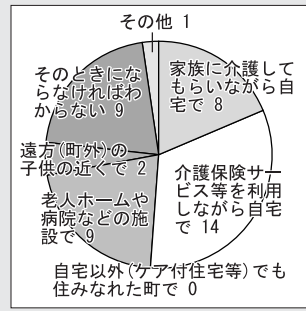 その他 1
家族に介護して
もらいながら自
宅で 8
介護保険サー
ビス等を利用
しながら自宅
で 14
自宅以外(ケア付住宅等)でも
住みなれた町で 0
老人ホームや
病院などの施
設で 9
遠方(町外)の
子供の近くで 2
そのときにな
らなければわ
からない 9